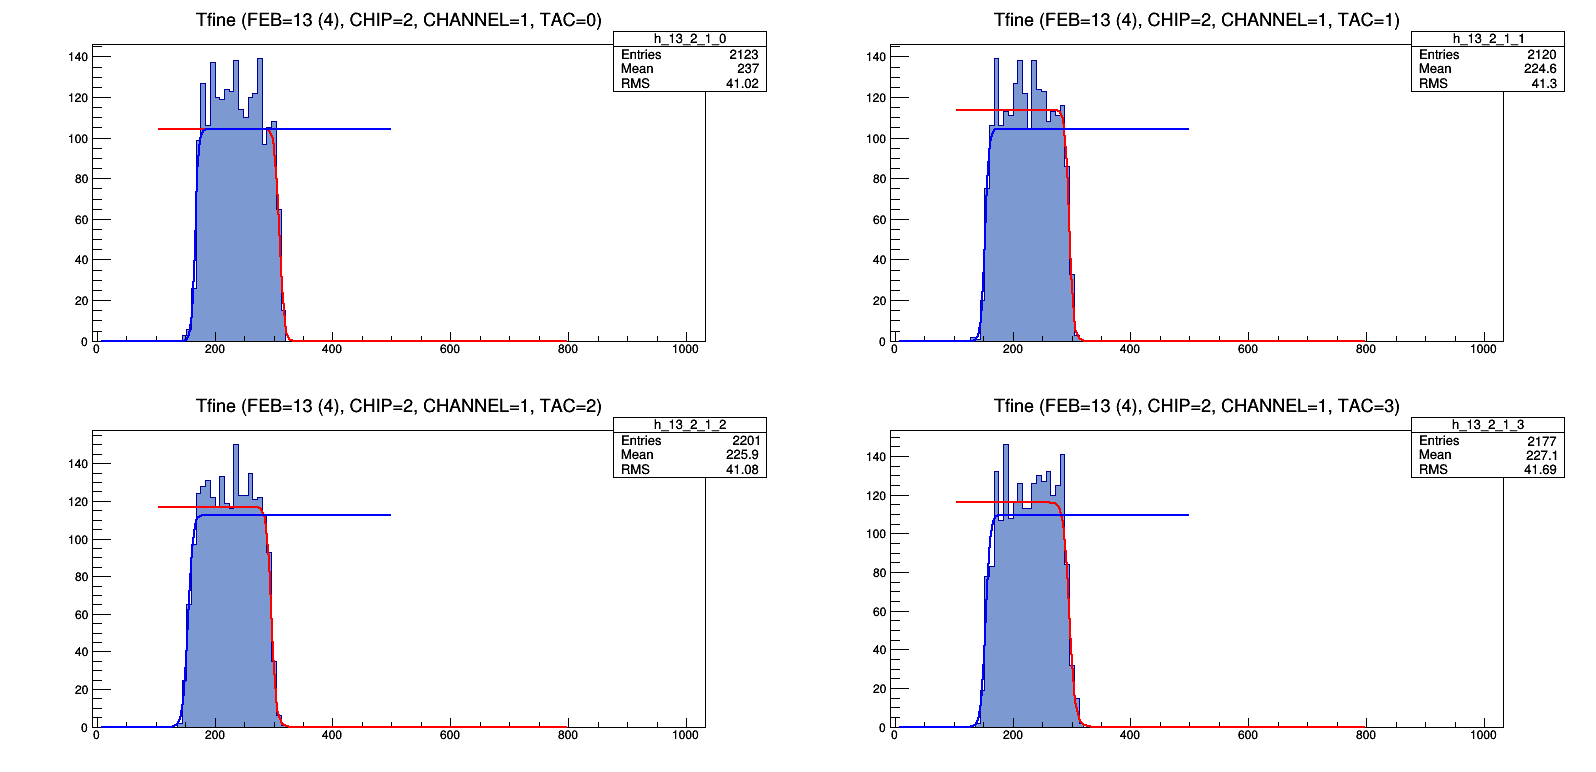 Tfine (FEB=13 (4), CHIP=2, CHANNEL=1, TAC=0)
h_13_2_1_0
Entries 2123
Mean 237
RMS 41.02
140
120
100
80
60
40
20
0
0 200 400 600 800 1000
Tfine (FEB=13 (4), CHIP=2, CHANNEL=1, TAC=1)
h_13_2_1_1
Entries 2120
Mean 224.6
RMS 41.3
140
120
100
80
60
40
20
0
0 200 400 600 800 1000
Tfine (FEB=13 (4), CHIP=2, CHANNEL=1, TAC=2)
h_13_2_1_2
Entries 2201
Mean 225.9
RMS 41.08
140
120
100
80
60
40
20
0
0 200 400 600 800 1000
Tfine (FEB=13 (4), CHIP=2, CHANNEL=1, TAC=3)
h_13_2_1_3
Entries 2177
Mean 227.1
RMS 41.69
140
120
100
80
60
40
20
0
0 200 400 600 800 1000